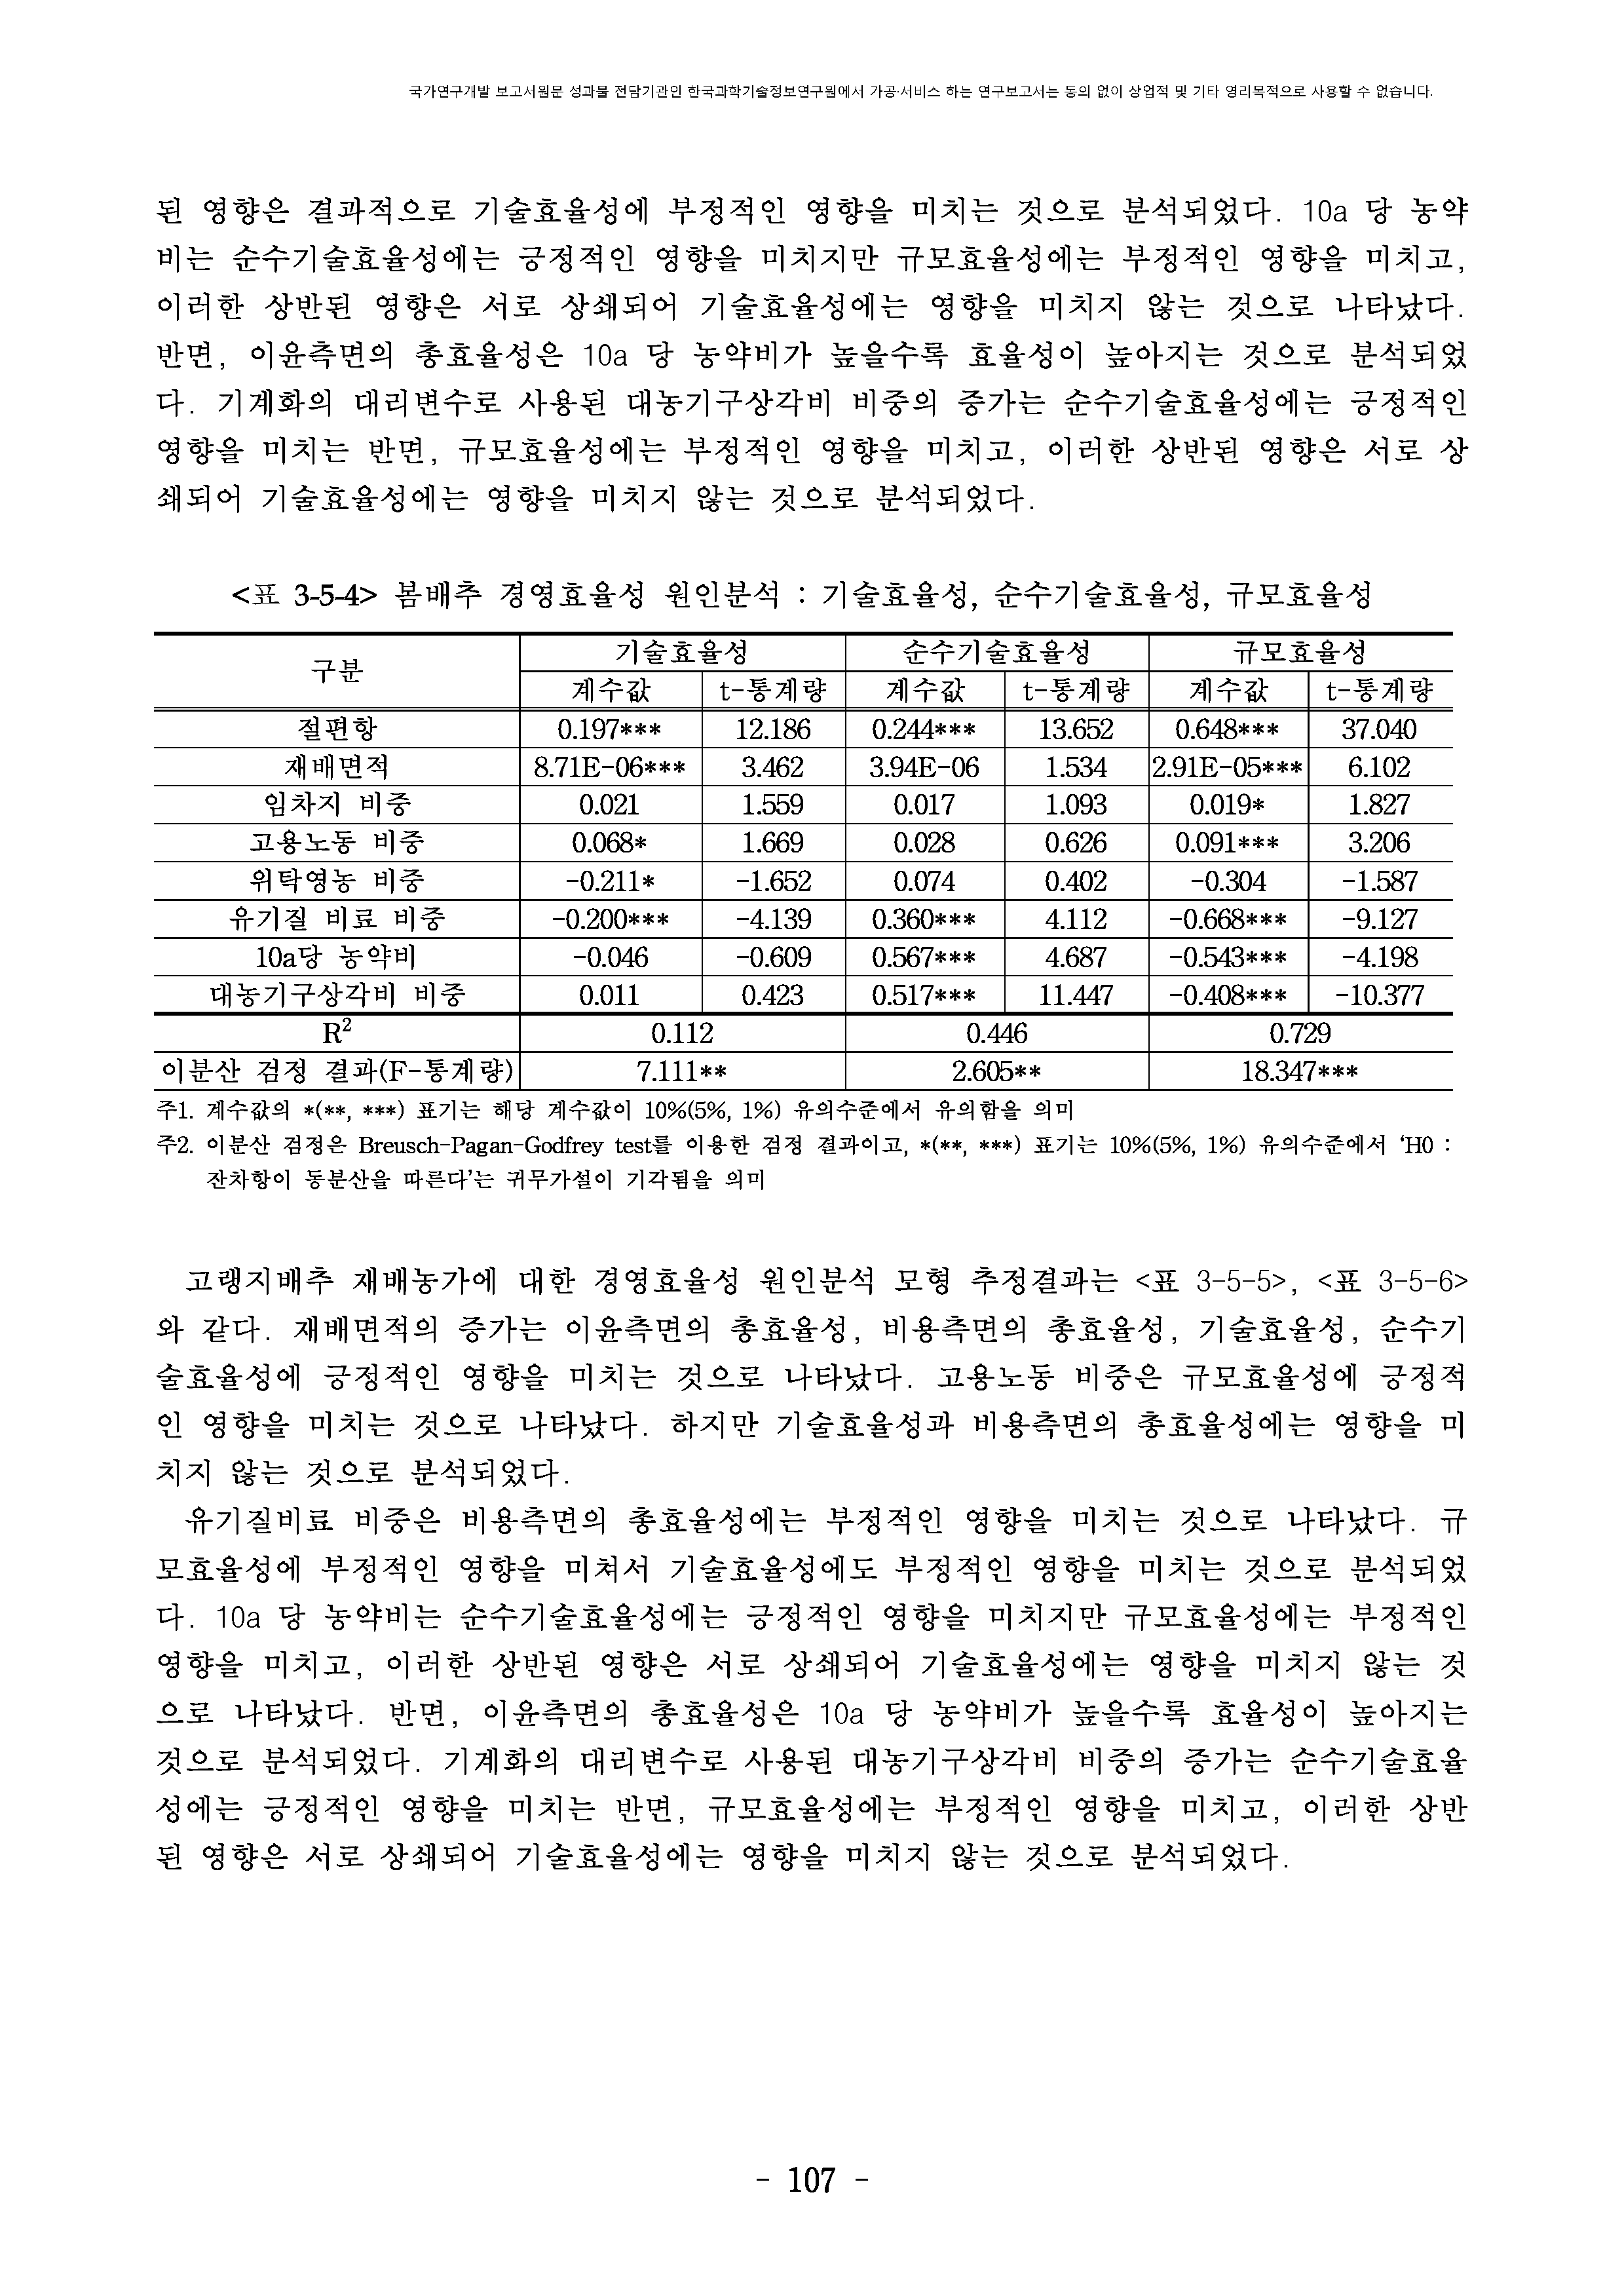 국가연구개발 보고서원문 성과물 전담기관인 한국과학기술정보연구원에서 가공·서비스 하는 연구보고서는 동의 없이 상업적 및 기타 영리목적으로 사용할 수 없습니다.
된 영향은 결과적으로 기술효율성에 부정적인 영향을 미치는 것으로 분석되었다. 10a 당 농약
비는 순수기술효율성에는 긍정적인 영향을 미치지만 규모효율성에는 부정적인 영향을 미치고,
이러한 상반된 영향은 서로 상쇄되어 기술효율성에는 영향을 미치지 않는 것으로 나타났다.
반면, 이윤측면의 총효율성은 10a 당 농약비가 높을수록 효율성이 높아지는 것으로 분석되었
다. 기계화의 대리변수로 사용된 대농기구상각비 비중의 증가는 순수기술효율성에는 긍정적인
영향을 미치는 반면, 규모효율성에는 부정적인 영향을 미치고, 이러한 상반된 영향은 서로 상
쇄되어 기술효율성에는 영향을 미치지 않는 것으로 분석되었다.
<표 3-5-4> 봄배추 경영효율성 원인분석 : 기술효율성, 순수기술효율성, 규모효율성
구분 기술효율성 순수기술효율성 규모효율성
계수값 t-통계량 계수값 t-통계량 계수값 t-통계량
절편항 0.197*** 12.186 0.244*** 13.652 0.648*** 37.040
재배면적 8.71E-06*** 3.462 3.94E-06 1.534 2.91E-05*** 6.102
임차지 비중 0.021 1.559 0.017 1.093 0.019* 1.827
고용노동 비중 0.068* 1.669 0.028 0.626 0.091*** 3.206
위탁영농 비중 -0.211* -1.652 0.074 0.402 -0.304 -1.587
유기질 비료 비중 -0.200*** -4.139 0.360*** 4.112 -0.668*** -9.127
10a당 농약비 -0.046 -0.609 0.567*** 4.687 -0.543*** -4.198
대농기구상각비 비중 0.011 0.423 0.517*** 11.447 -0.408*** -10.377
R² 0.112 0.446 0.729
이분산 검정 결과(F-통계량) 7.111** 2.605** 18.347***
주1. 계수값의 *(**, ***) 표기는 해당 계수값이 10%(5%, 1%) 유의수준에서 유의함을 의미
주2. 이분산 검정은 Breusch-Pagan-Godfrey test를 이용한 검정 결과이고, *(**, ***) 표기는 10%(5%, 1%) 유의수준에서 ‘H0 :
잔차항이 동분산을 따른다’는 귀무가설이 기각됨을 의미
고랭지배추 재배농가에 대한 경영효율성 원인분석 모형 추정결과는 <표 3-5-5>, <표 3-5-6>
와 같다. 재배면적의 증가는 이윤측면의 총효율성, 비용측면의 총효율성, 기술효율성, 순수기
술효율성에 긍정적인 영향을 미치는 것으로 나타났다. 고용노동 비중은 규모효율성에 긍정적
인 영향을 미치는 것으로 나타났다. 하지만 기술효율성과 비용측면의 총효율성에는 영향을 미
치지 않는 것으로 분석되었다.
유기질비료 비중은 비용측면의 총효율성에는 부정적인 영향을 미치는 것으로 나타났다. 규
모효율성에 부정적인 영향을 미쳐서 기술효율성에도 부정적인 영향을 미치는 것으로 분석되었
다. 10a 당 농약비는 순수기술효율성에는 긍정적인 영향을 미치지만 규모효율성에는 부정적인
영향을 미치고, 이러한 상반된 영향은 서로 상쇄되어 기술효율성에는 영향을 미치지 않는 것
으로 나타났다. 반면, 이윤측면의 총효율성은 10a 당 농약비가 높을수록 효율성이 높아지는
것으로 분석되었다. 기계화의 대리변수로 사용된 대농기구상각비 비중의 증가는 순수기술효율
성에는 긍정적인 영향을 미치는 반면, 규모효율성에는 부정적인 영향을 미치고, 이러한 상반
된 영향은 서로 상쇄되어 기술효율성에는 영향을 미치지 않는 것으로 분석되었다.
- 107 -